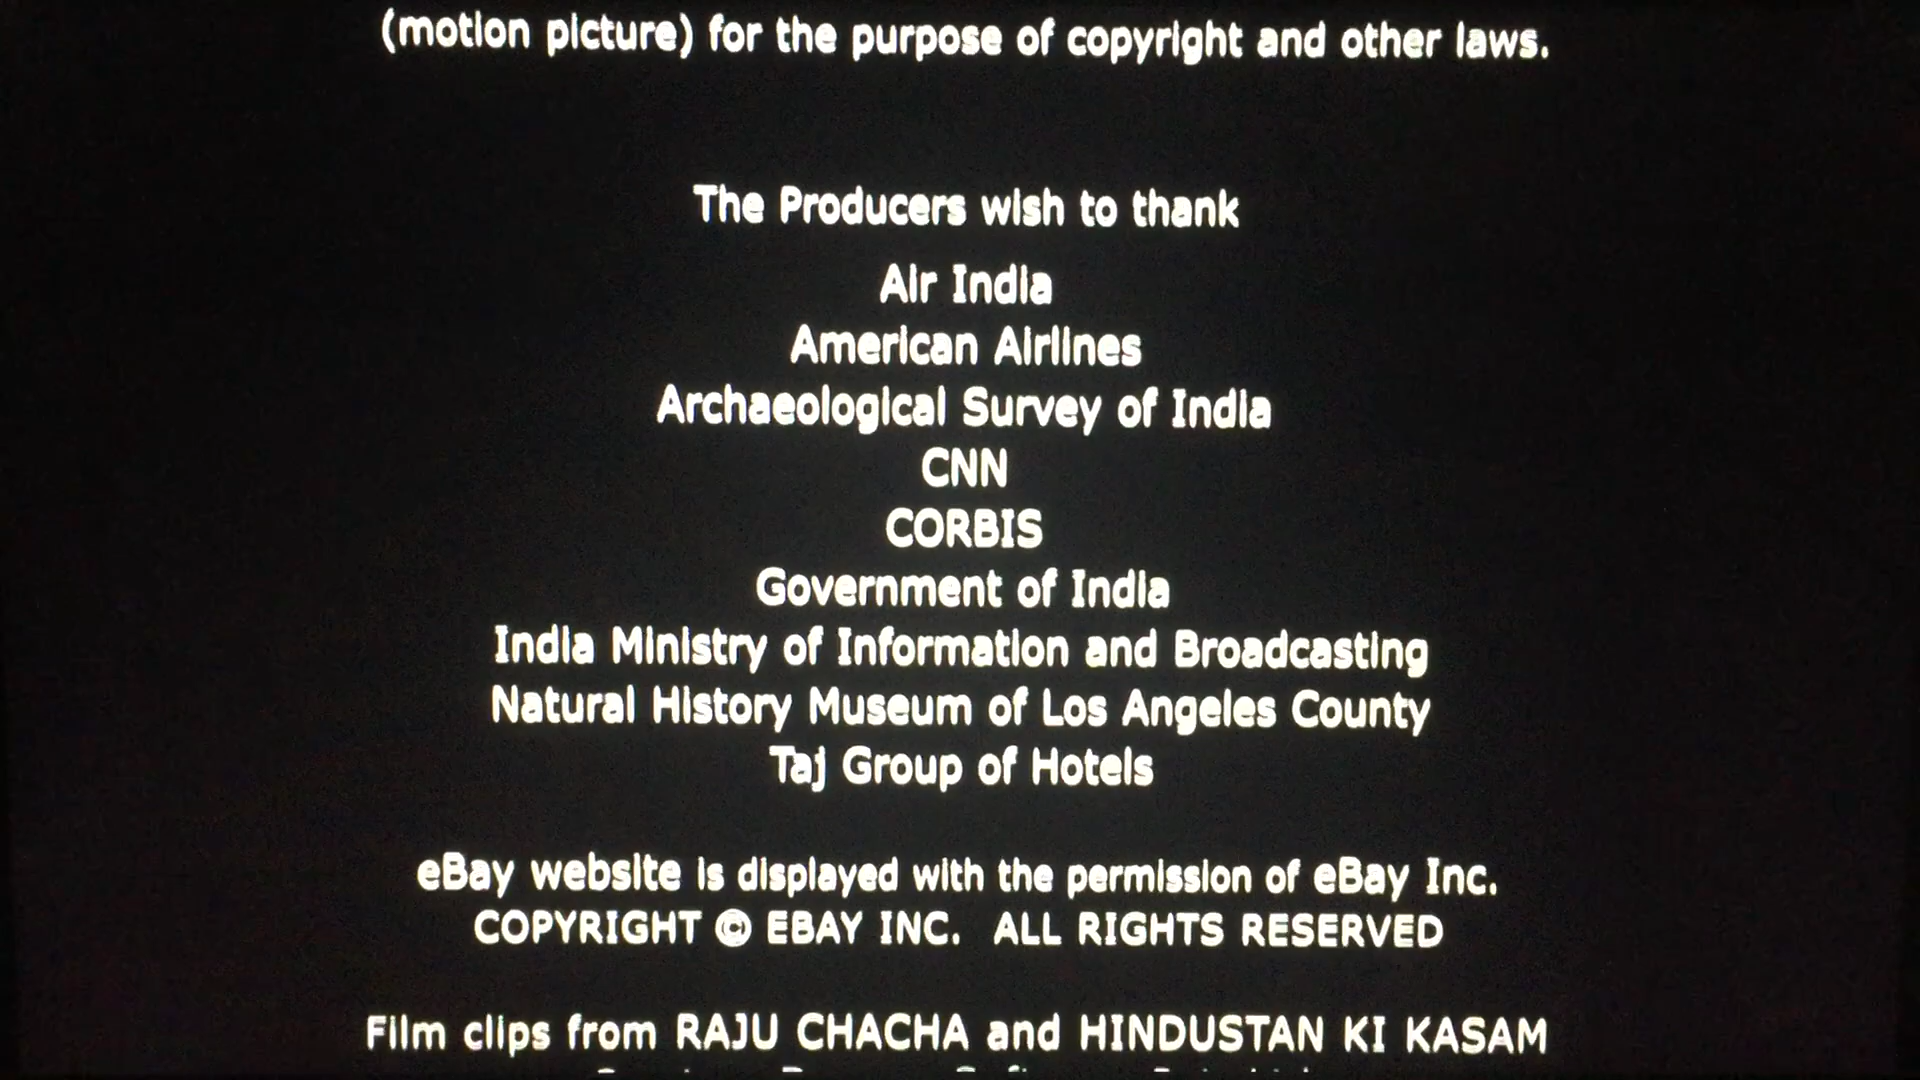 (motion picture) for the purpose of copyright and other laws.
The Producers wish to thank
Air India
American Airlines
Archaeological Survey of India
CNN
CORBIS
Government of India
India Ministry of Information and Broadcasting
Natural History Museum of Los Angeles County
Taj Group of Hotels
eBay website is displayed with the permission of eBay Inc.
COPYRIGHT © EBAY INC. ALL RIGHTS RESERVED
Film clips from RAJU CHACHA and HINDUSTAN KI KASAM